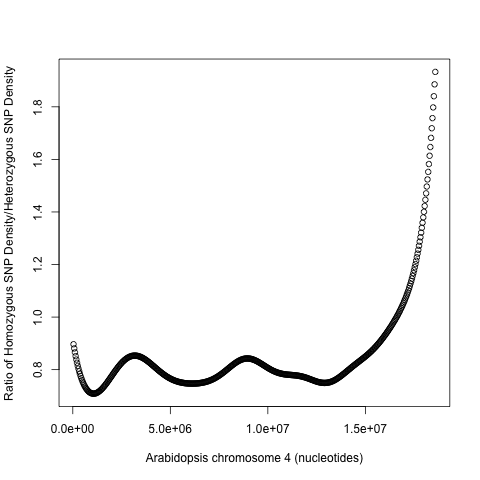 Ratio of Homozygous SNP Density/Heterozygous SNP Density
1.8
1.6
1.4
1.2
1.0
0.8
0.0e+00 5.0e+06 1.0e+07 1.5e+07
Arabidopsis chromosome 4 (nucleotides)